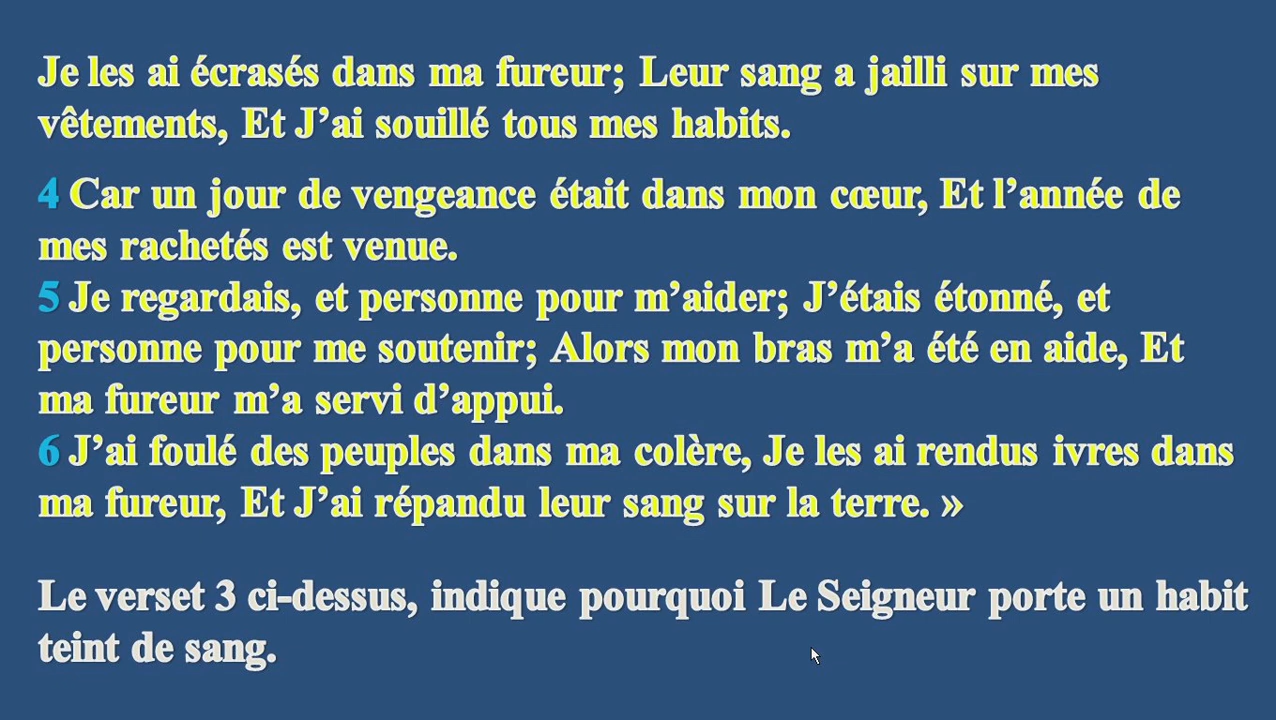 Je les ai écrasés dans ma fureur; Leur sang a jailli sur mes
vêtements, Et J’ai souillé tous mes habits.
4 Car un jour de vengeance était dans mon cœur, Et l’année de
mes rachetés est venue.
5 Je regardais, et personne pour m’aider; J’étais étonné, et
personne pour me soutenir; Alors mon bras m’a été en aide, Et
ma fureur m’a servi d’appui.
6 J’ai foulé des peuples dans ma colère, Je les ai rendus ivres dans
ma fureur, Et J’ai répandu leur sang sur la terre. »
Le verset 3 ci-dessus, indique pourquoi Le Seigneur porte un habit
teint de sang.